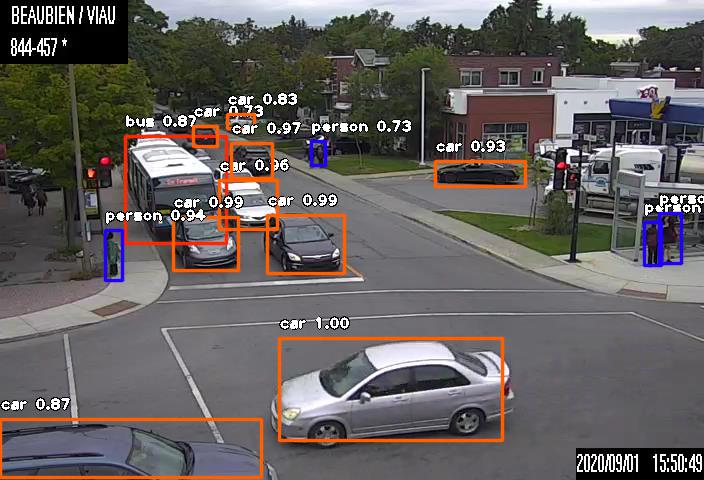 BEAUBIEN / VIAU
844-457 *
car 0.83
car 0.73
bus 0.87
car 0.97
person 0.73
car 0.93
car 0.96
car 0.99
car 0.99
person 0.94
person
person
car 1.00
car 0.87
2020/09/01 15:50:49